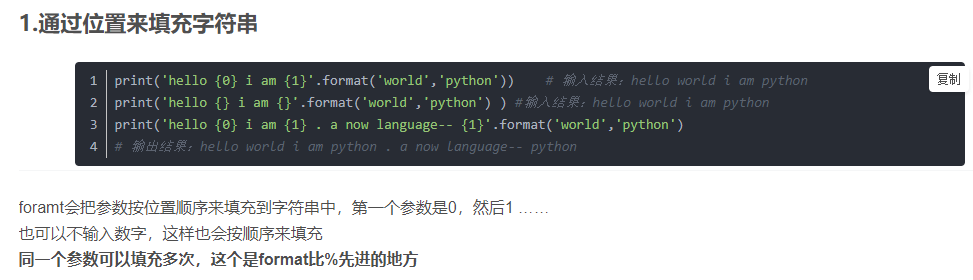 1.通过位置来填充字符串
复制
1 print('hello {0} i am {1}'.format('world','python'))    # 输入结果：hello world i am python
2 print('hello {} i am {}'.format('world','python') ) #输入结果：hello world i am python
3 print('hello {0} i am {1} . a now language-- {1}'.format('world','python')
4 # 输出结果：hello world i am python . a now language-- python
foramt会把参数按位置顺序来填充到字符串中，第一个参数是0，然后1 ……
也可以不输入数字，这样也会按顺序来填充
同一个参数可以填充多次，这个是format比%先进的地方